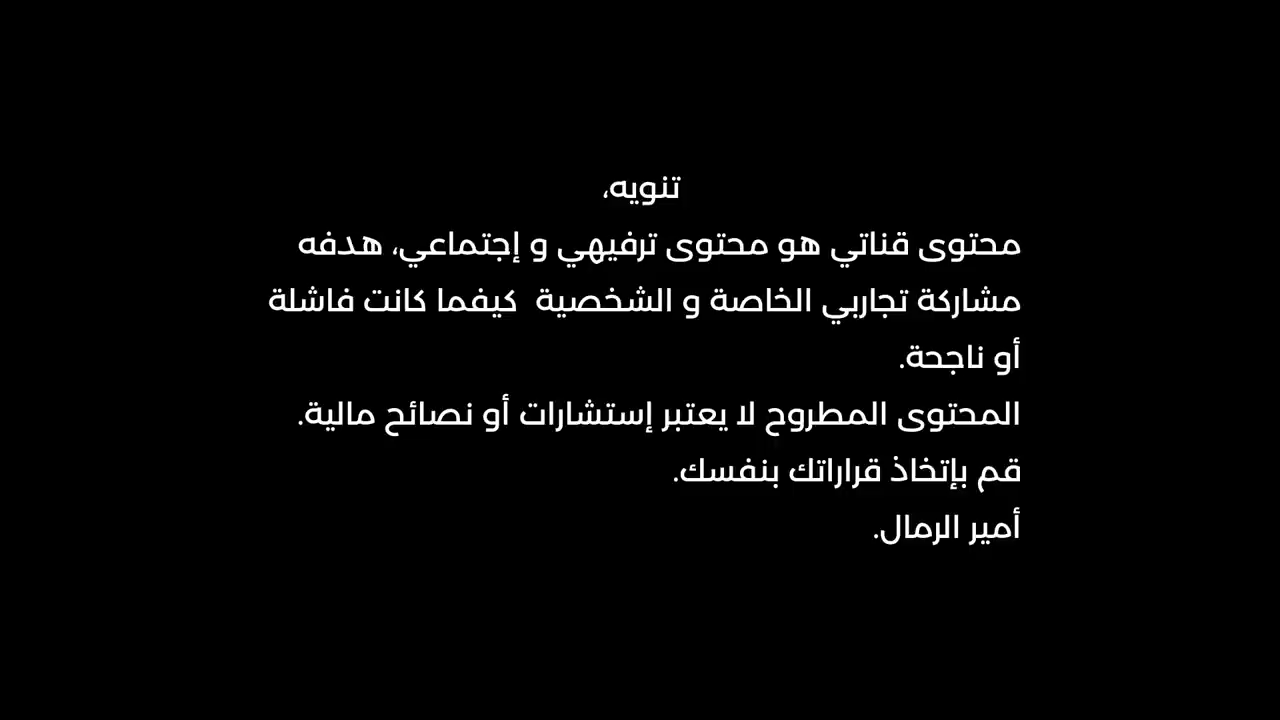 تنويه،
محتوى قناتي هو محتوى ترفيهي و إجتماعي، هدفه
مشاركة تجاربي الخاصة و الشخصية  كيفما كانت فاشلة
أو ناجحة.
المحتوى المطروح لا يعتبر إستشارات أو نصائح مالية.
قم بإتخاذ قراراتك بنفسك.
أمير الرمال.